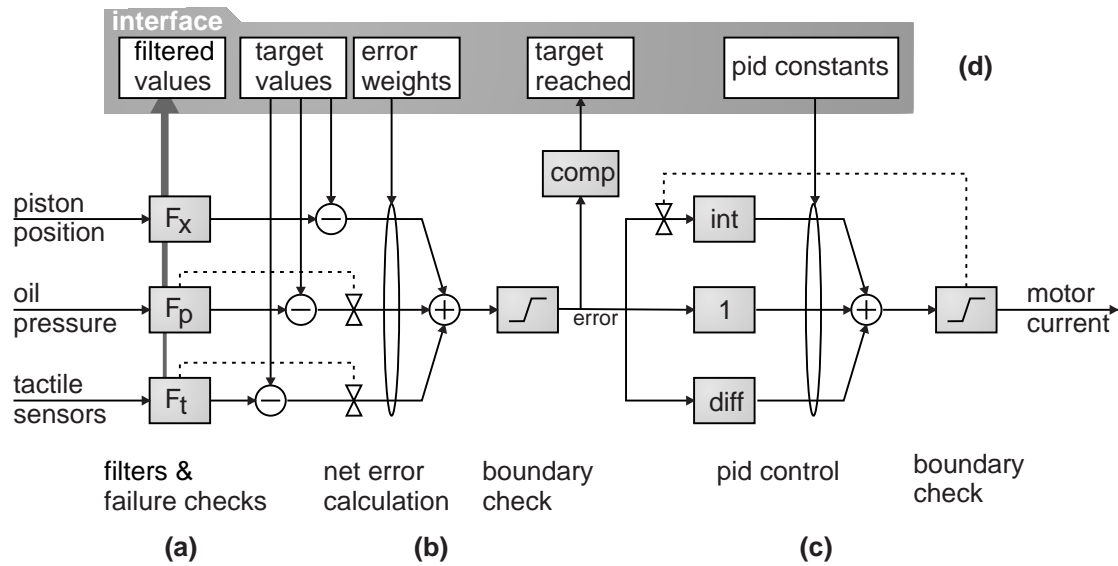 interface
filtered
values
target
values
error
weights
target
reached
pid constants
(d)
comp
piston
position
Fx
int
oil
pressure
Fp
error
1
motor
current
tactile
sensors
Ft
diff
filters &
failure checks
net error
calculation
boundary
check
pid control
boundary
check
(a)
(b)
(c)